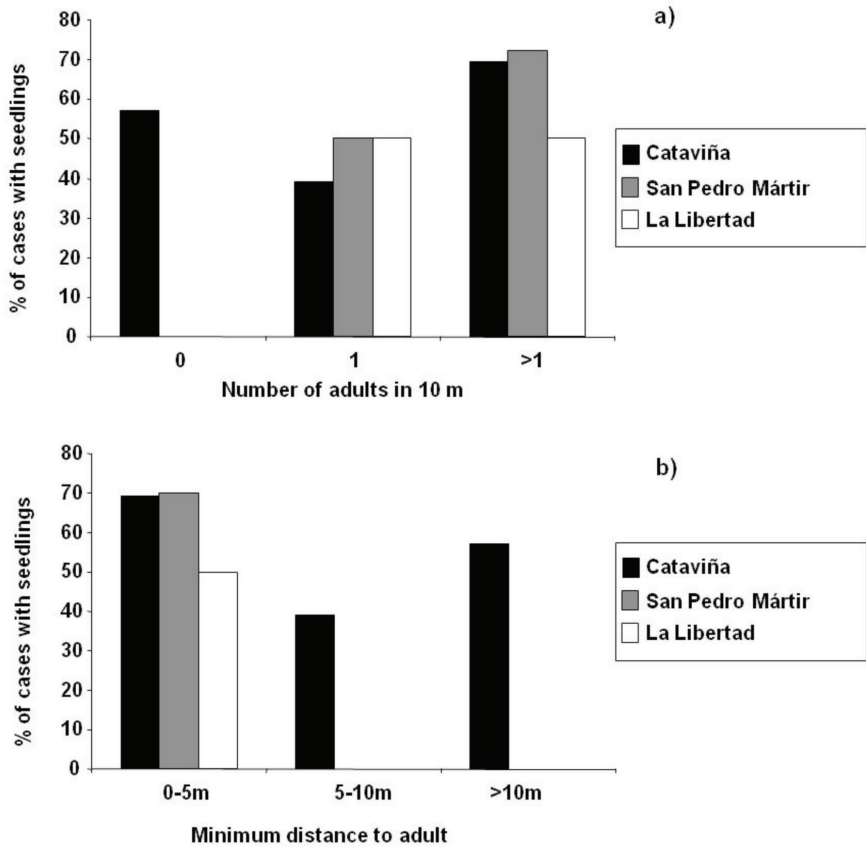 a)
% of cases with seedlings
80
70
60
50
40
30
20
10
0
0
1
>1
Number of adults in 10 m
Cataviña
San Pedro Mártir
La Libertad
b)
% of cases with seedlings
80
70
60
50
40
30
20
10
0
0-5m
5-10m
>10m
Minimum distance to adult
Cataviña
San Pedro Mártir
La Libertad